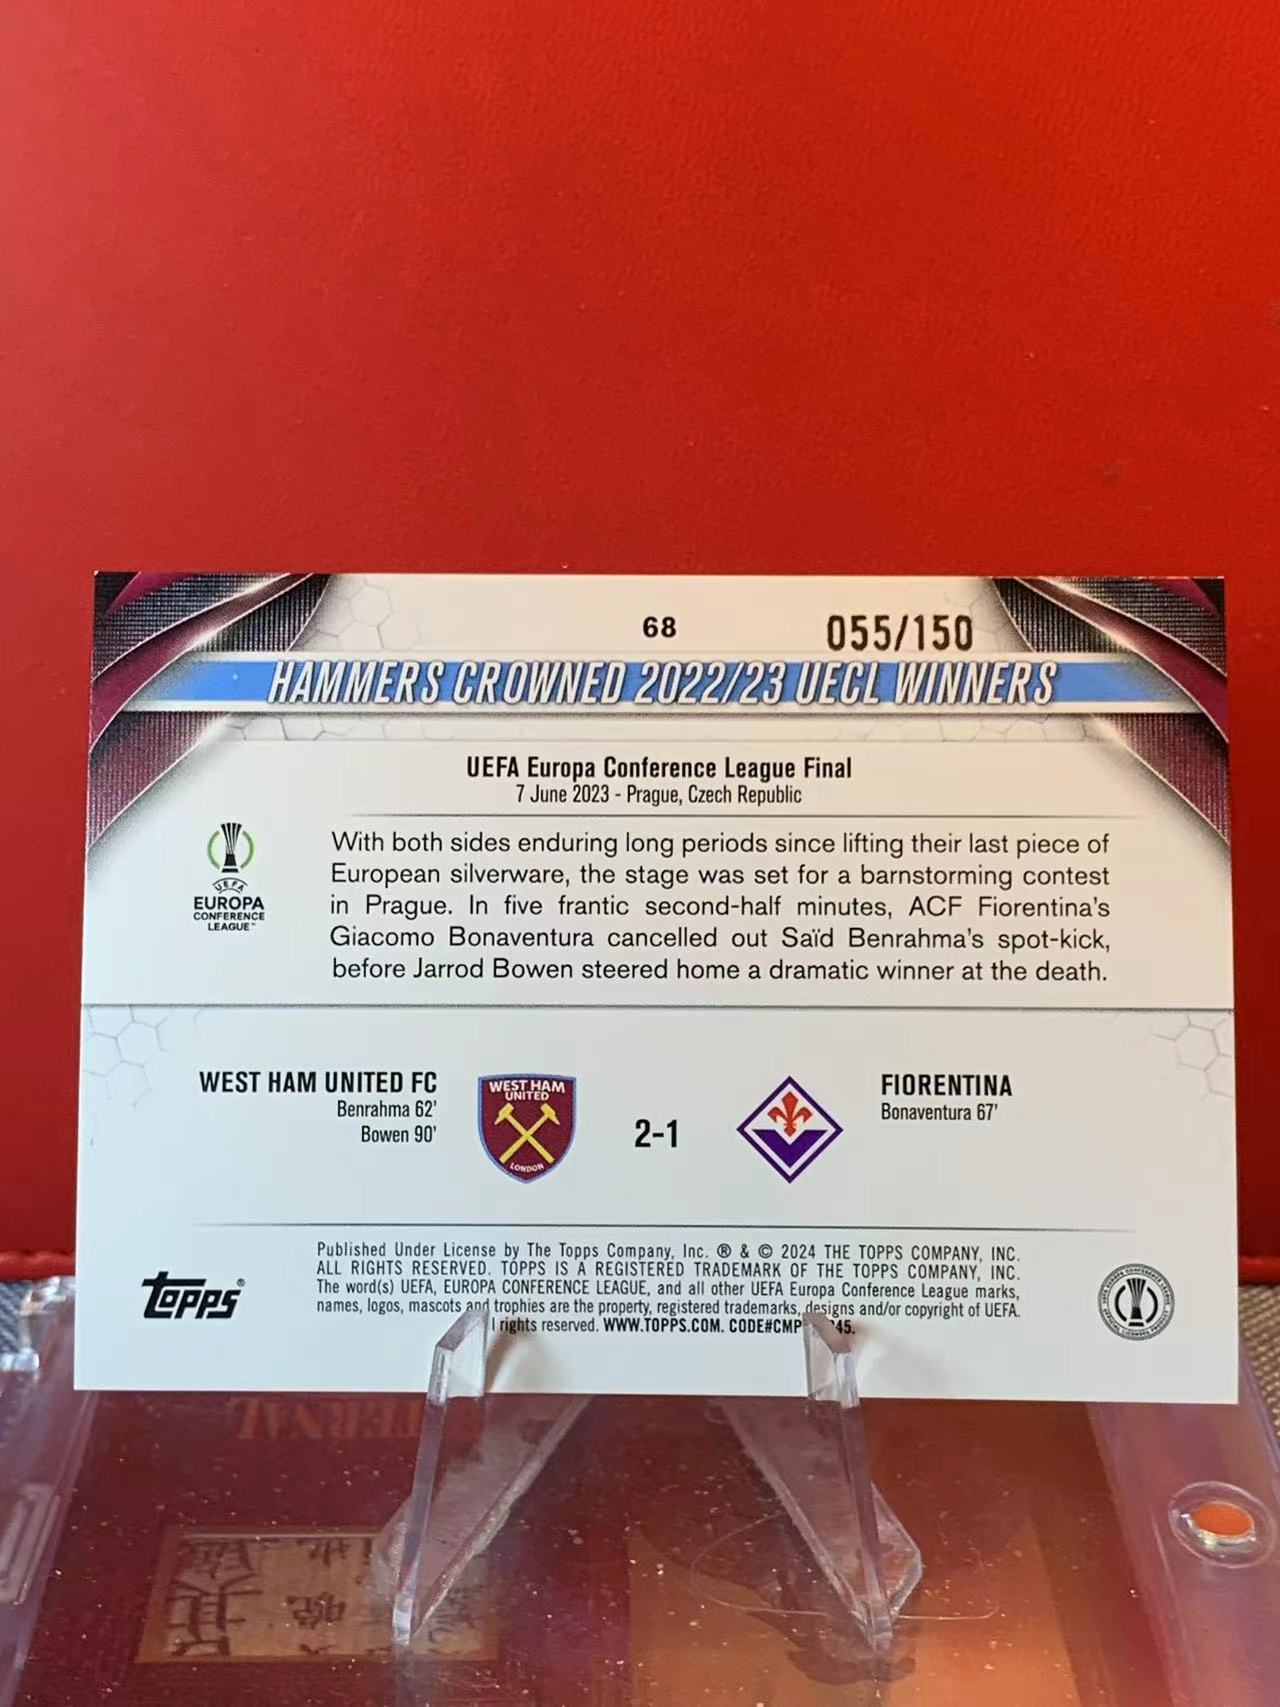 68
055/150
HAMMERS CROWNED 2022/23 UECL WINNERS
UEFA Europa Conference League Final
7 June 2023 - Prague, Czech Republic
UEFA
EUROPA
CONFERENCE
LEAGUE™
With both sides enduring long periods since lifting their last piece of
European silverware, the stage was set for a barnstorming contest
in Prague. In five frantic second-half minutes, ACF Fiorentina's
Giacomo Bonaventura cancelled out Saïd Benrahma's spot-kick,
before Jarrod Bowen steered home a dramatic winner at the death.
WEST HAM UNITED FC
Benrahma 62'
Bowen 90'
WEST HAM
UNITED
LONDON
2-1
FIORENTINA
Bonaventura 67'
Topps®
Published Under License by The Topps Company, Inc. ® & © 2024 THE TOPPS COMPANY, INC.
ALL RIGHTS RESERVED. TOPPS IS A REGISTERED TRADEMARK OF THE TOPPS COMPANY, INC.
The word(s) UEFA, EUROPA CONFERENCE LEAGUE, and all other UEFA Europa Conference League marks,
names, logos, mascots and trophies are the property, registered trademarks, designs and/or copyright of UEFA.
rights reserved. WWW.TOPPS.COM. CODE#CMP 45.